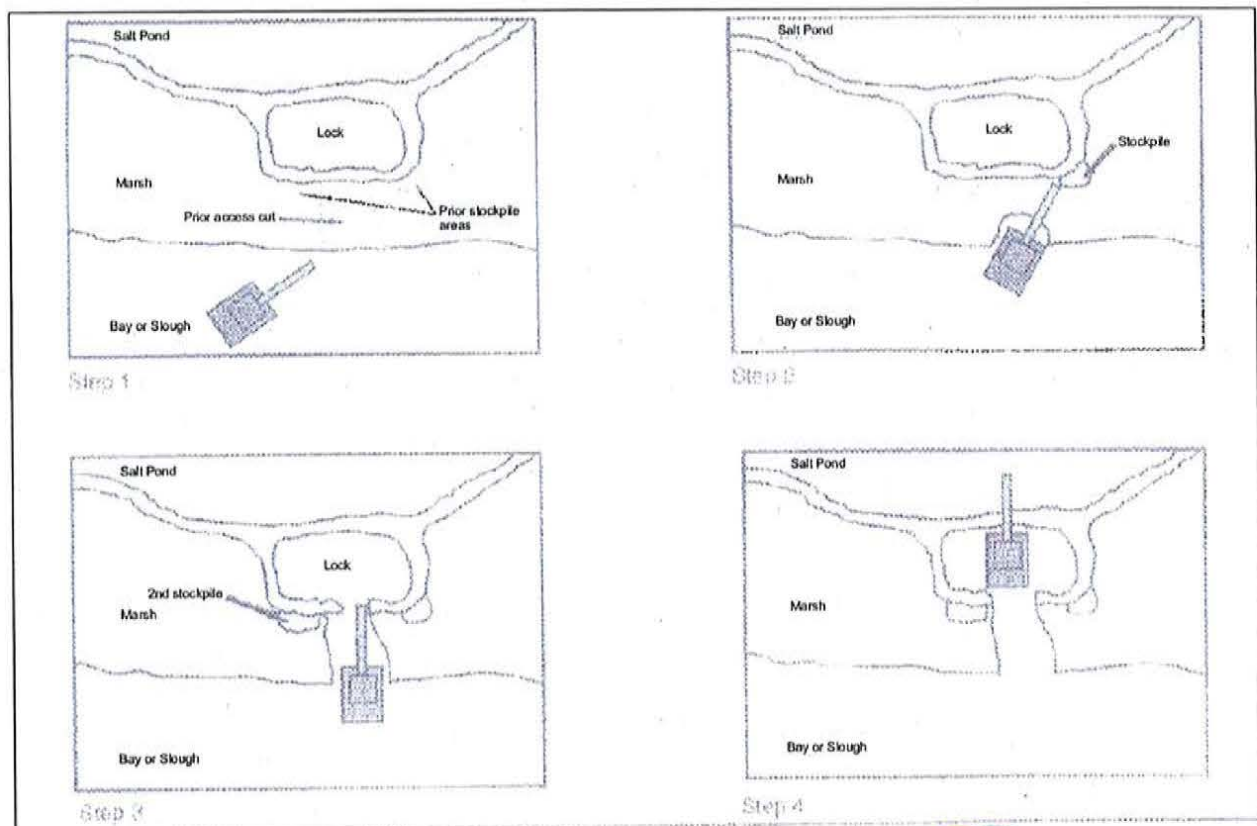 Salt Pond
Lock
Marsh
Prior access cut
Prior stockpile
areas
Bay or Slough
Step 1
Salt Pond
Lock
Stockpile
Marsh
Bay or Slough
Step 2
Salt Pond
Lock
2nd stockpile
Marsh
Bay or Slough
Step 3
Salt Pond
Marsh
Bay or Slough
Step 4